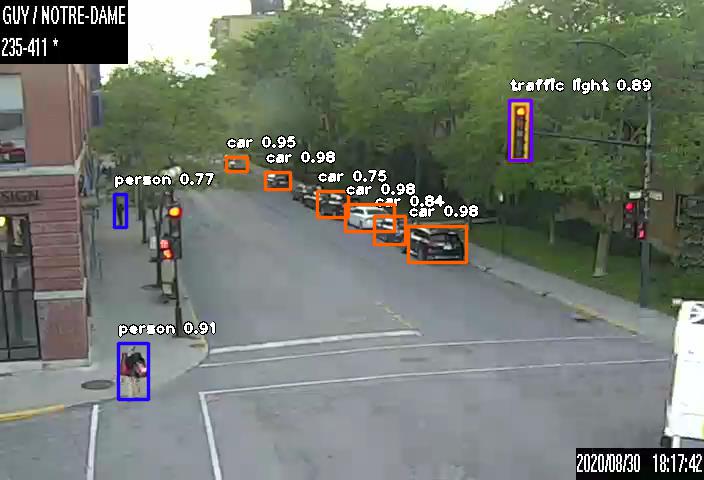 GUY / NOTRE-DAME
235-411 *
traffic light 0.89
car 0.95
car 0.98
car 0.75
person 0.77
car 0.98
car 0.84
car 0.98
SIGN
person 0.91
2020/08/30 18:17:42